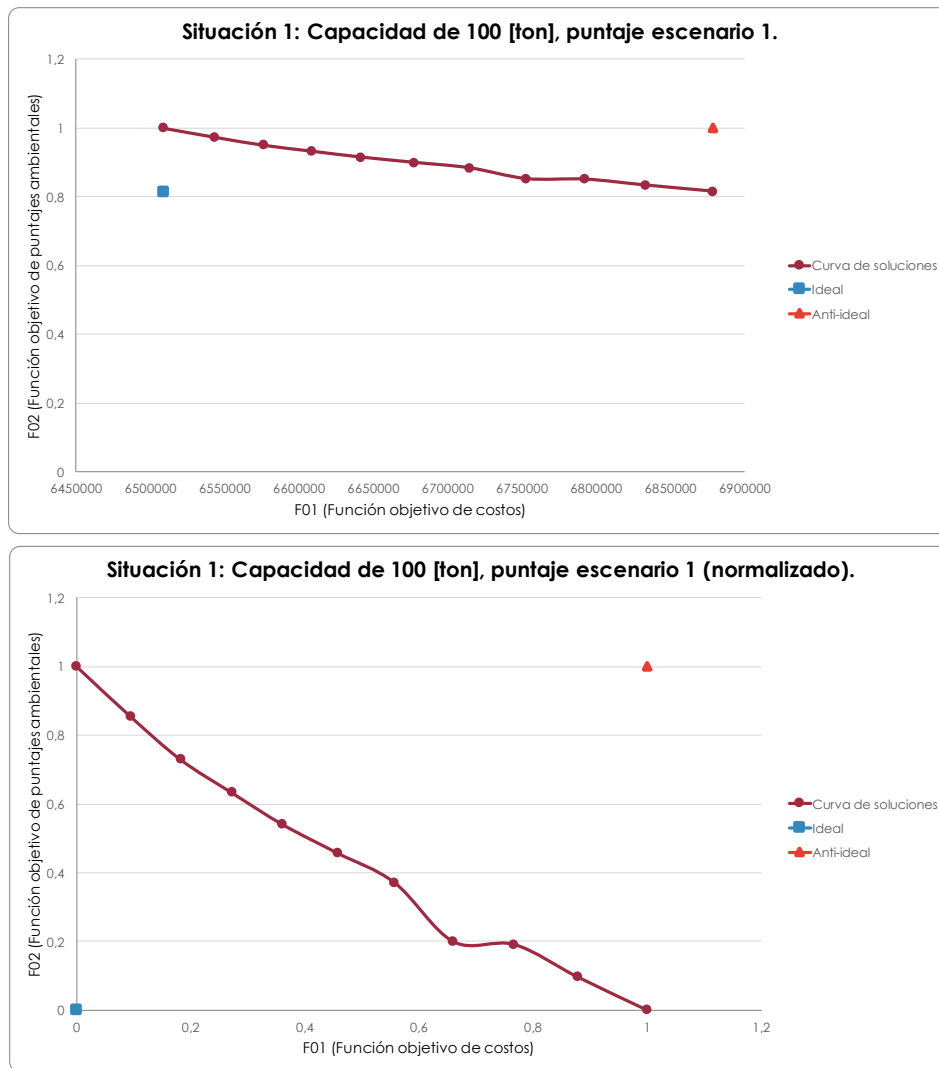 Situación 1: Capacidad de 100 [ton], puntaje escenario 1.
F02 (Función objetivo de puntajes ambientales)
1,2
1
0,8
0,6
0,4
0,2
0
6450000 6500000 6550000 6600000 6650000 6700000 6750000 6800000 6850000 6900000
F01 (Función objetivo de costos)
Curva de soluciones
Ideal
Anti-ideal
Situación 1: Capacidad de 100 [ton], puntaje escenario 1 (normalizado).
F02 (Función objetivo de puntajes ambientales)
1,2
1
0,8
0,6
0,4
0,2
0
0 0,2 0,4 0,6 0,8 1 1,2
F01 (Función objetivo de costos)
Curva de soluciones
Ideal
Anti-ideal